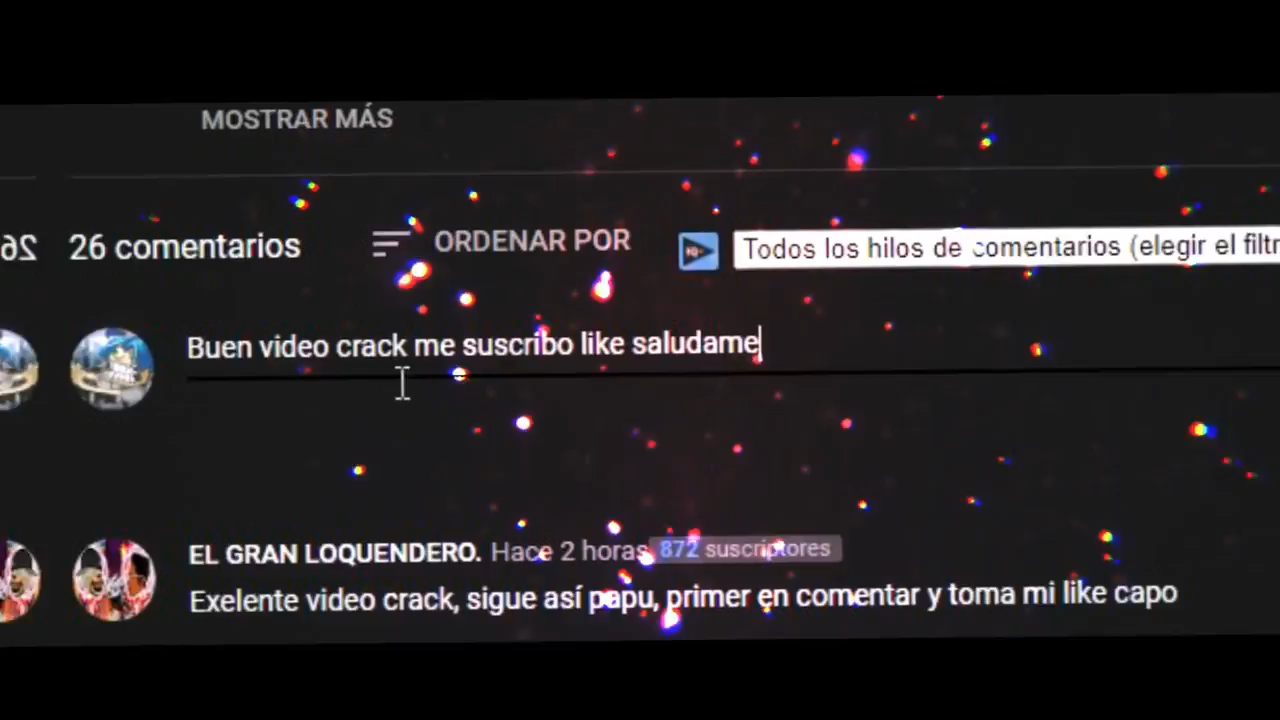 MOSTRAR MÁS
26 26 comentarios ORDENAR POR Todos los hilos de comentarios (elegir el
Buen video crack me suscribo like saludame
EL GRAN LOQUENDERO. Hace 2 horas 872 suscriptores
Exelente video crack, sigue así papu, primer en comentar y toma mi like capo